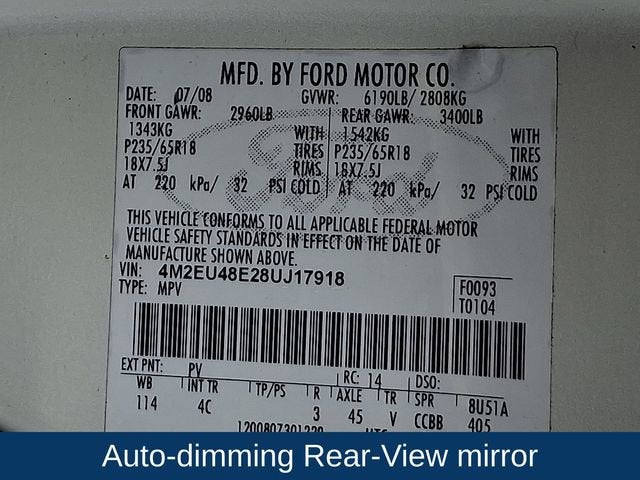 MFD. BY FORD MOTOR CO.
DATE: 07/08 GVWR: 6190LB/ 2808KG
FRONT GAWR: 2960LB REAR GAWR: 3400LB
1343KG WITH 1542KG WITH
P235/65R18 TIRES P235/65R18 TIRES
18X7.5J RIMS 18X7.5J RIMS
AT 220 kPa/ 32 PSI COLD AT 220 kPa/ 32 PSI COLD
THIS VEHICLE CONFORMS TO ALL APPLICABLE FEDERAL MOTOR
VEHICLE SAFETY STANDARDS IN EFFECT ON THE DATE OF
MANUFACTURE SHOWN ABOVE.
VIN: 4M2EU48E28UJ17918 F0093
TYPE: MPV T0104
EXT PNT: PV RC: 14 DSO:
WB INT TR TP/PS R AXLE TR SPR 8U51A
114 4C 3 45 V CCBB 405
Auto-dimming Rear-View mirror